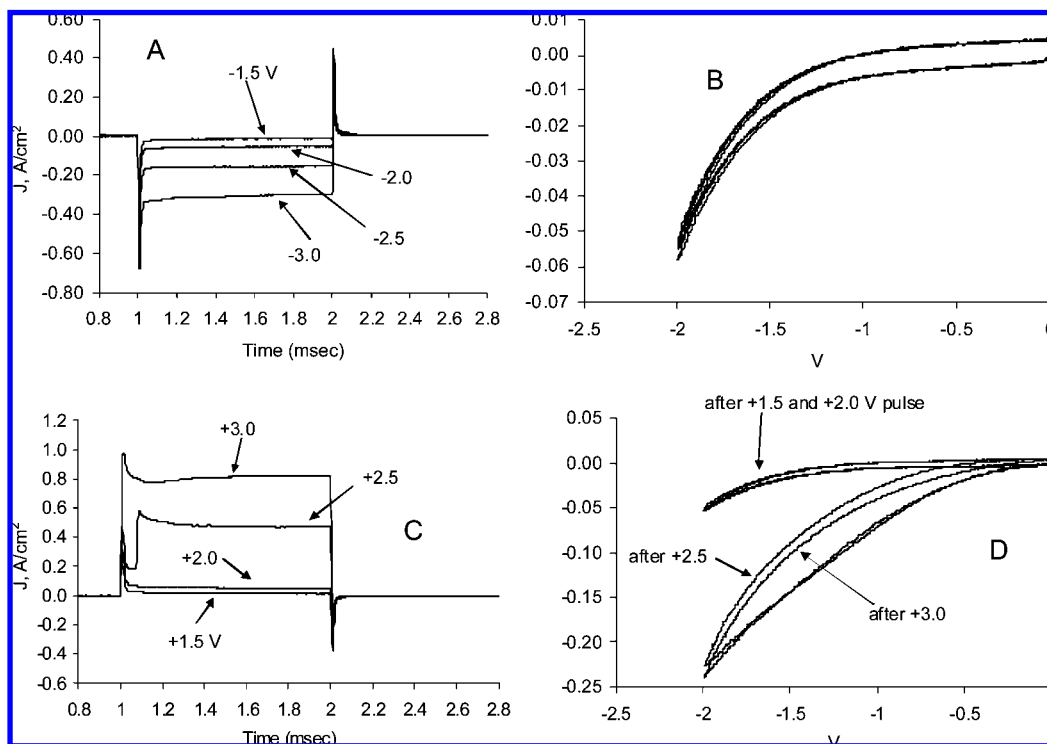 A
0.60
0.40
0.20
0.00
-0.20
-0.40
-0.60
-0.80
J, A/cm2
-1.5 V
-2.0
-2.5
-3.0
0.8 1 1.2 1.4 1.6 1.8 2 2.2 2.4 2.6 2.8
Time (msec)
B
0.01
0.00
-0.01
-0.02
-0.03
-0.04
-0.05
-0.06
-0.07
-2.5 -2 -1.5 -1 -0.5
V
C
1.2
1.0
0.8
0.6
0.4
0.2
0.0
-0.2
-0.4
-0.6
J, A/cm2
+3.0
+2.5
+2.0
+1.5 V
0.8 1 1.2 1.4 1.6 1.8 2 2.2 2.4 2.6 2.8
Time (msec)
D
after +1.5 and +2.0 V pulse
0.05
0.00
-0.05
-0.10
-0.15
-0.20
-0.25
after +2.5
after +3.0
-2.5 -2 -1.5 -1 -0.5
V